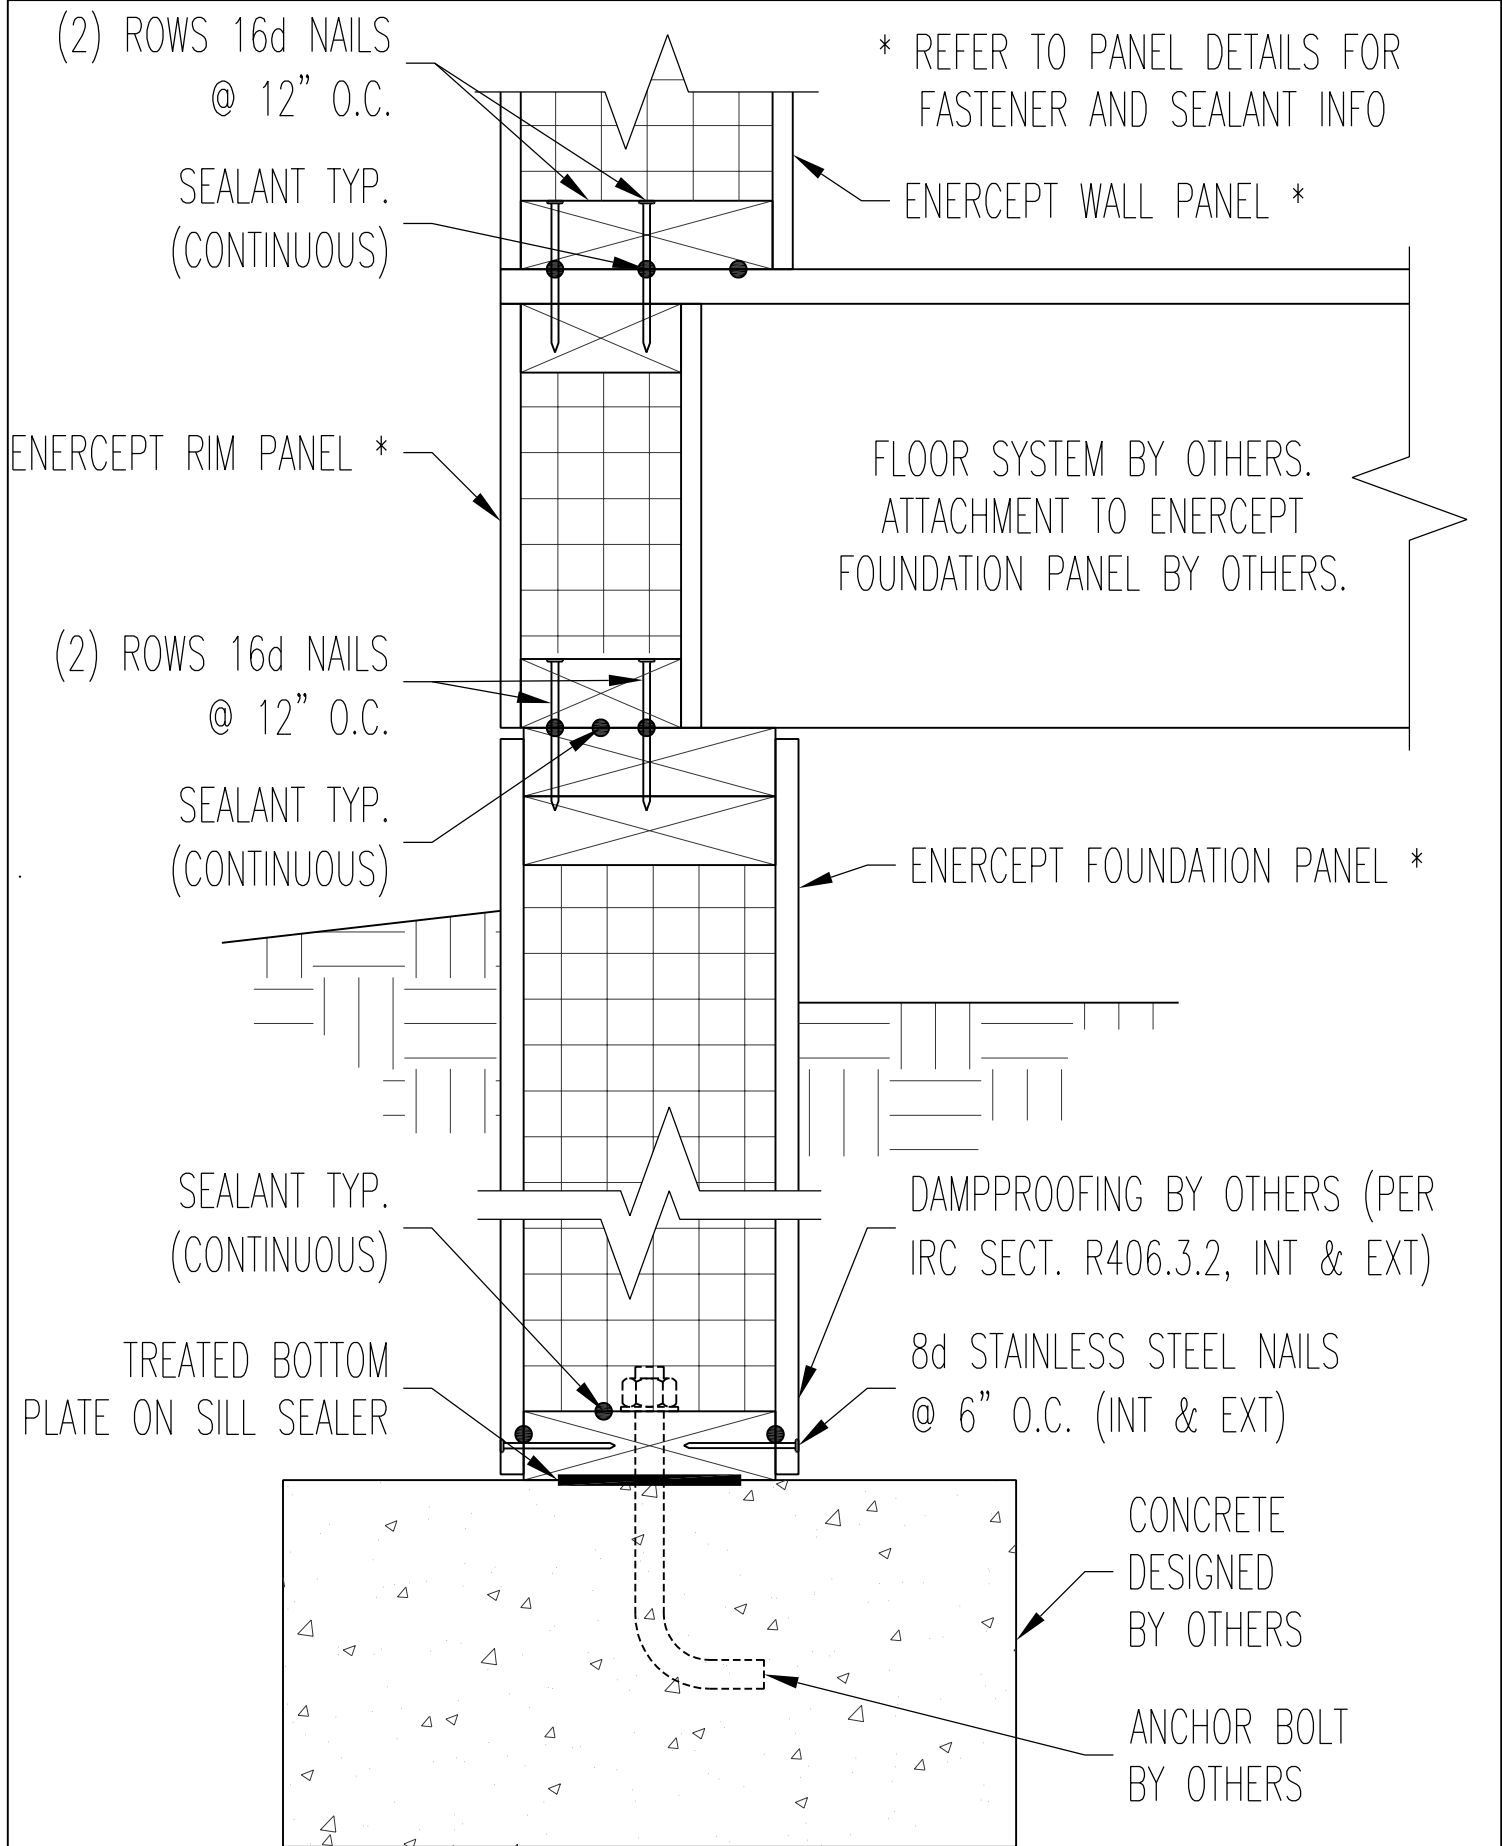 (2) ROWS 16d NAILS
@ 12” O.C.
* REFER TO PANEL DETAILS FOR
FASTENER AND SEALANT INFO
SEALANT TYP.
(CONTINUOUS)
ENERCEPT WALL PANEL *
ENERCEPT RIM PANEL *
FLOOR SYSTEM BY OTHERS.
ATTACHMENT TO ENERCEPT
FOUNDATION PANEL BY OTHERS.
(2) ROWS 16d NAILS
@ 12” O.C.
SEALANT TYP.
(CONTINUOUS)
ENERCEPT FOUNDATION PANEL *
SEALANT TYP.
(CONTINUOUS)
DAMPPROOFING BY OTHERS (PER
IRC SECT. R406.3.2, INT & EXT)
TREATED BOTTOM
PLATE ON SILL SEALER
8d STAINLESS STEEL NAILS
@ 6” O.C. (INT & EXT)
CONCRETE
DESIGNED
BY OTHERS
ANCHOR BOLT
BY OTHERS